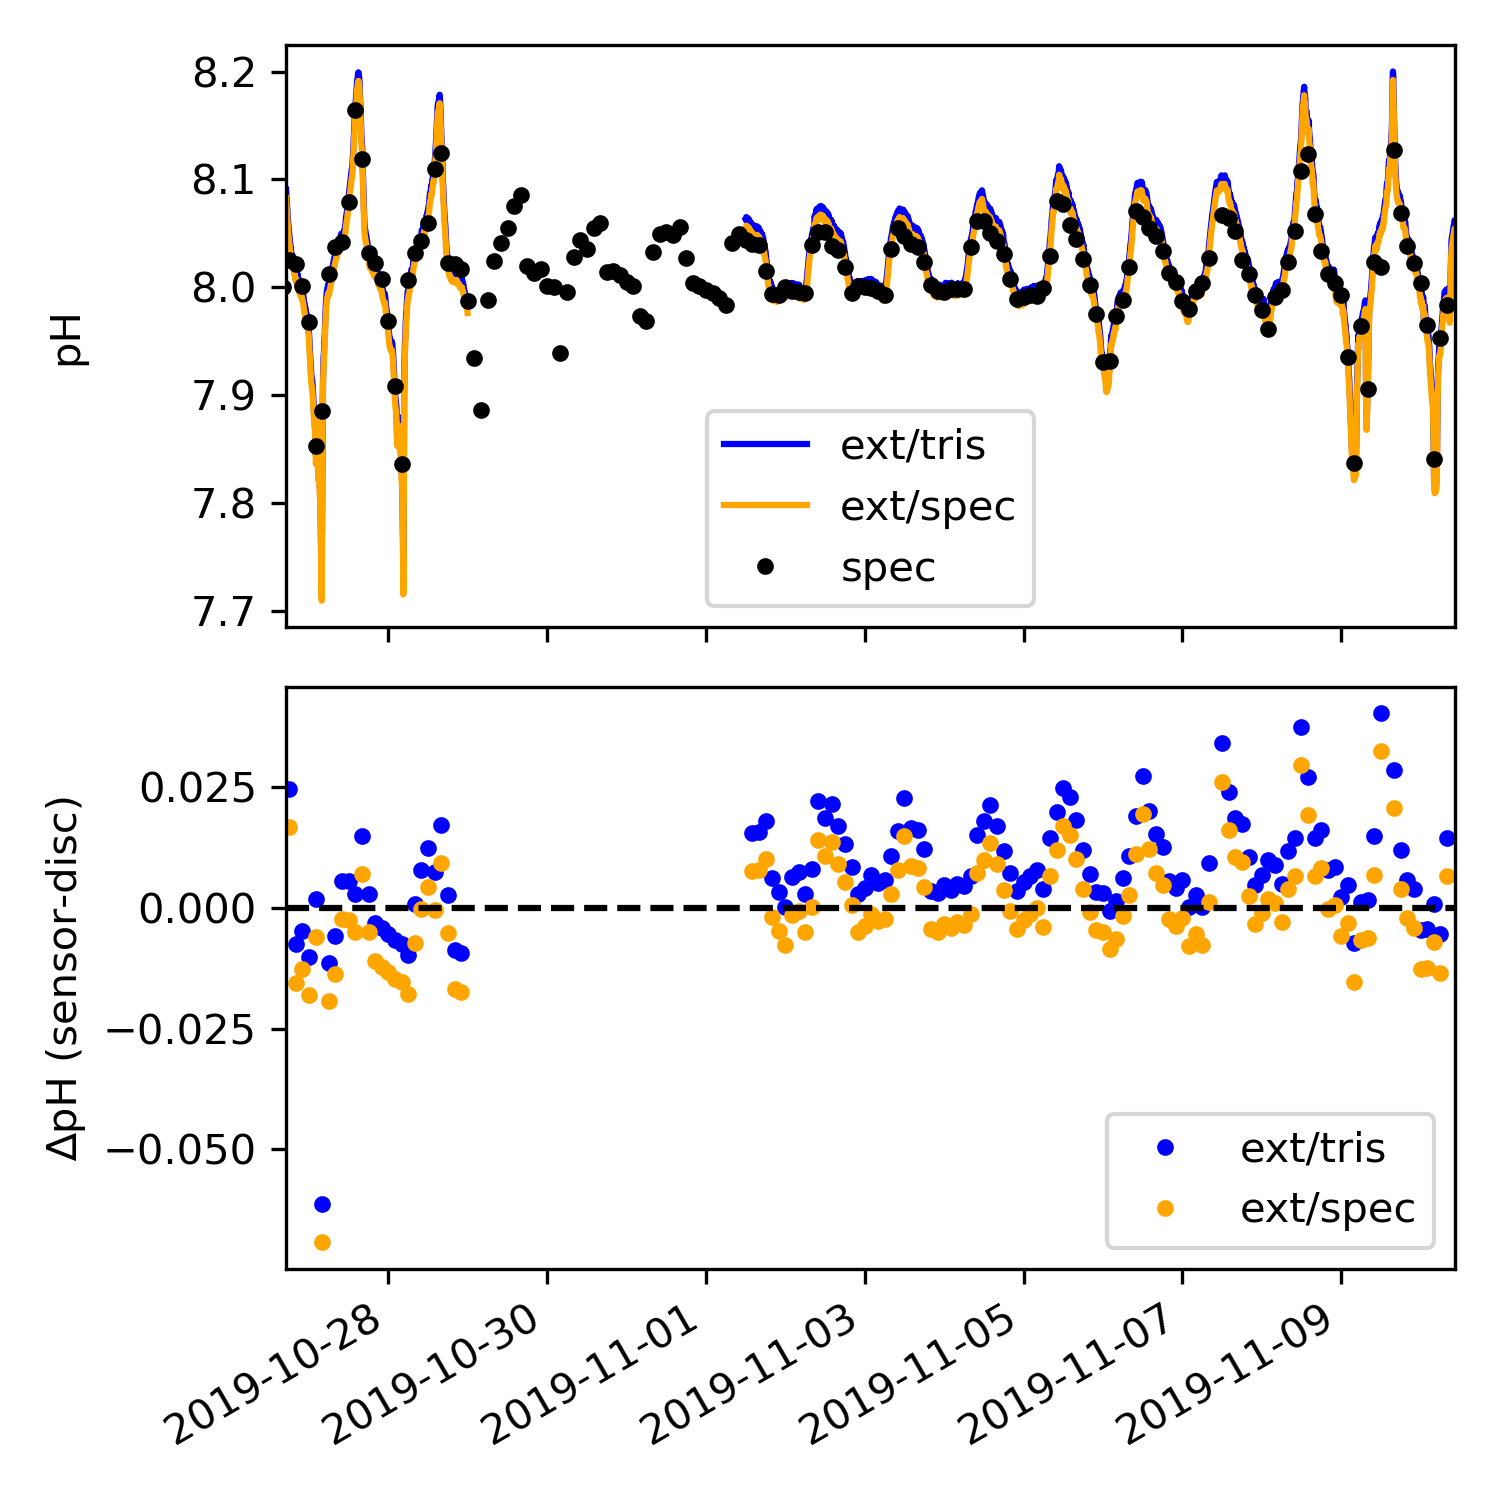 8.2
8.1
8.0
7.9
7.8
7.7
pH
ext/tris
ext/spec
spec
0.025
0.000
−0.025
−0.050
ΔpH (sensor-disc)
ext/tris
ext/spec
2019-10-28
2019-10-30
2019-11-01
2019-11-03
2019-11-05
2019-11-07
2019-11-09